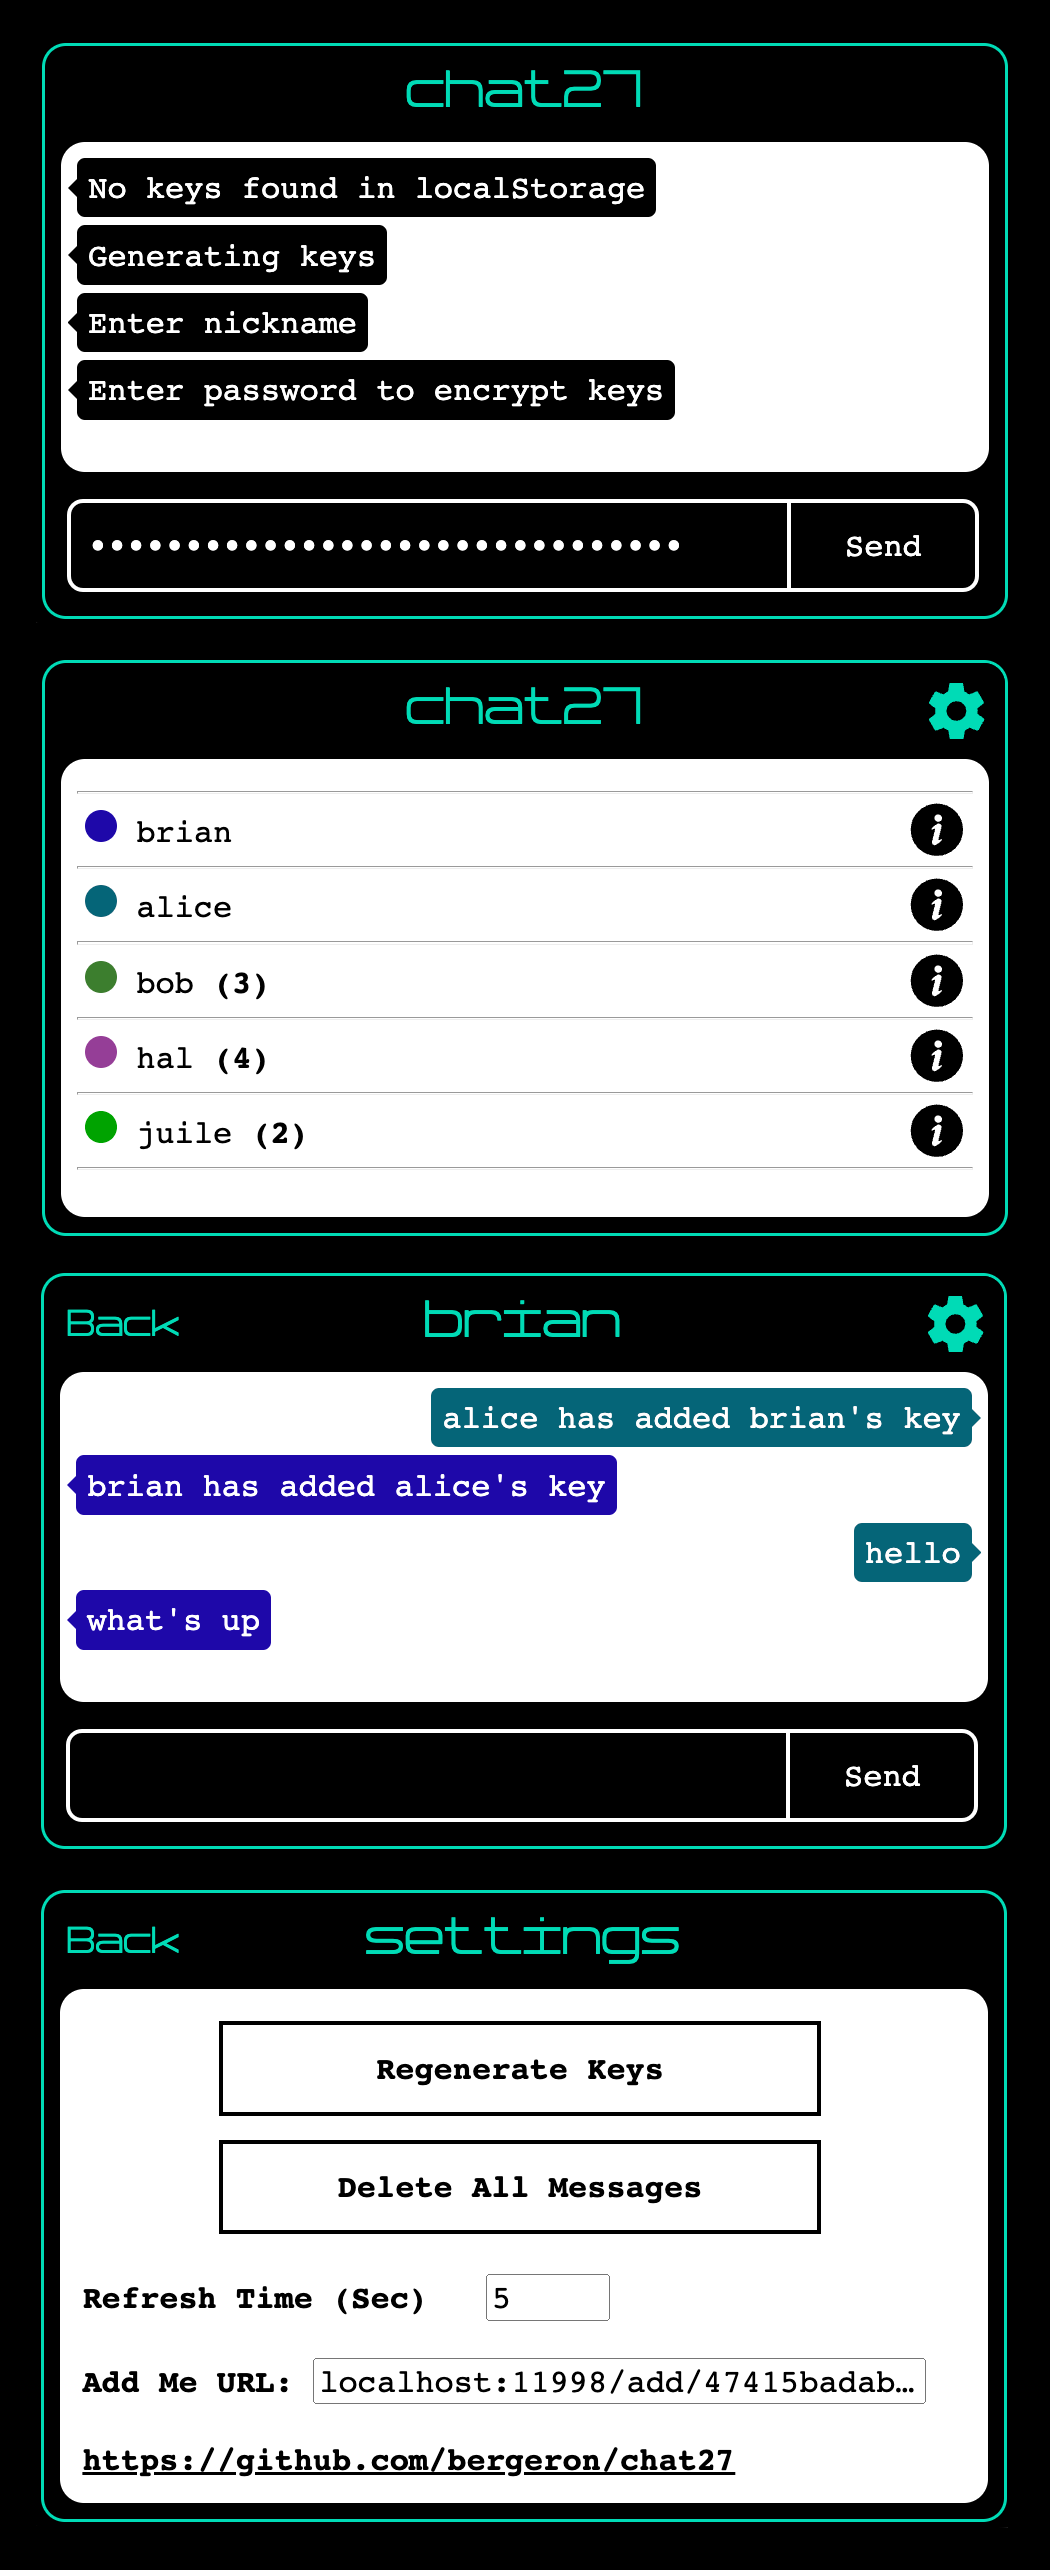 chat27
No keys found in localStorage
Generating keys
Enter nickname
Enter password to encrypt keys
•••••••••••••••••••••••••••••••
Send
chat27
brian
alice
bob (3)
hal (4)
juile (2)
Back
brian
alice has added brian's key
brian has added alice's key
hello
what's up
Send
Back
settings
Regenerate Keys
Delete All Messages
Refresh Time (Sec) 5
Add Me URL: localhost:11998/add/47415badab…
https://github.com/bergeron/chat27